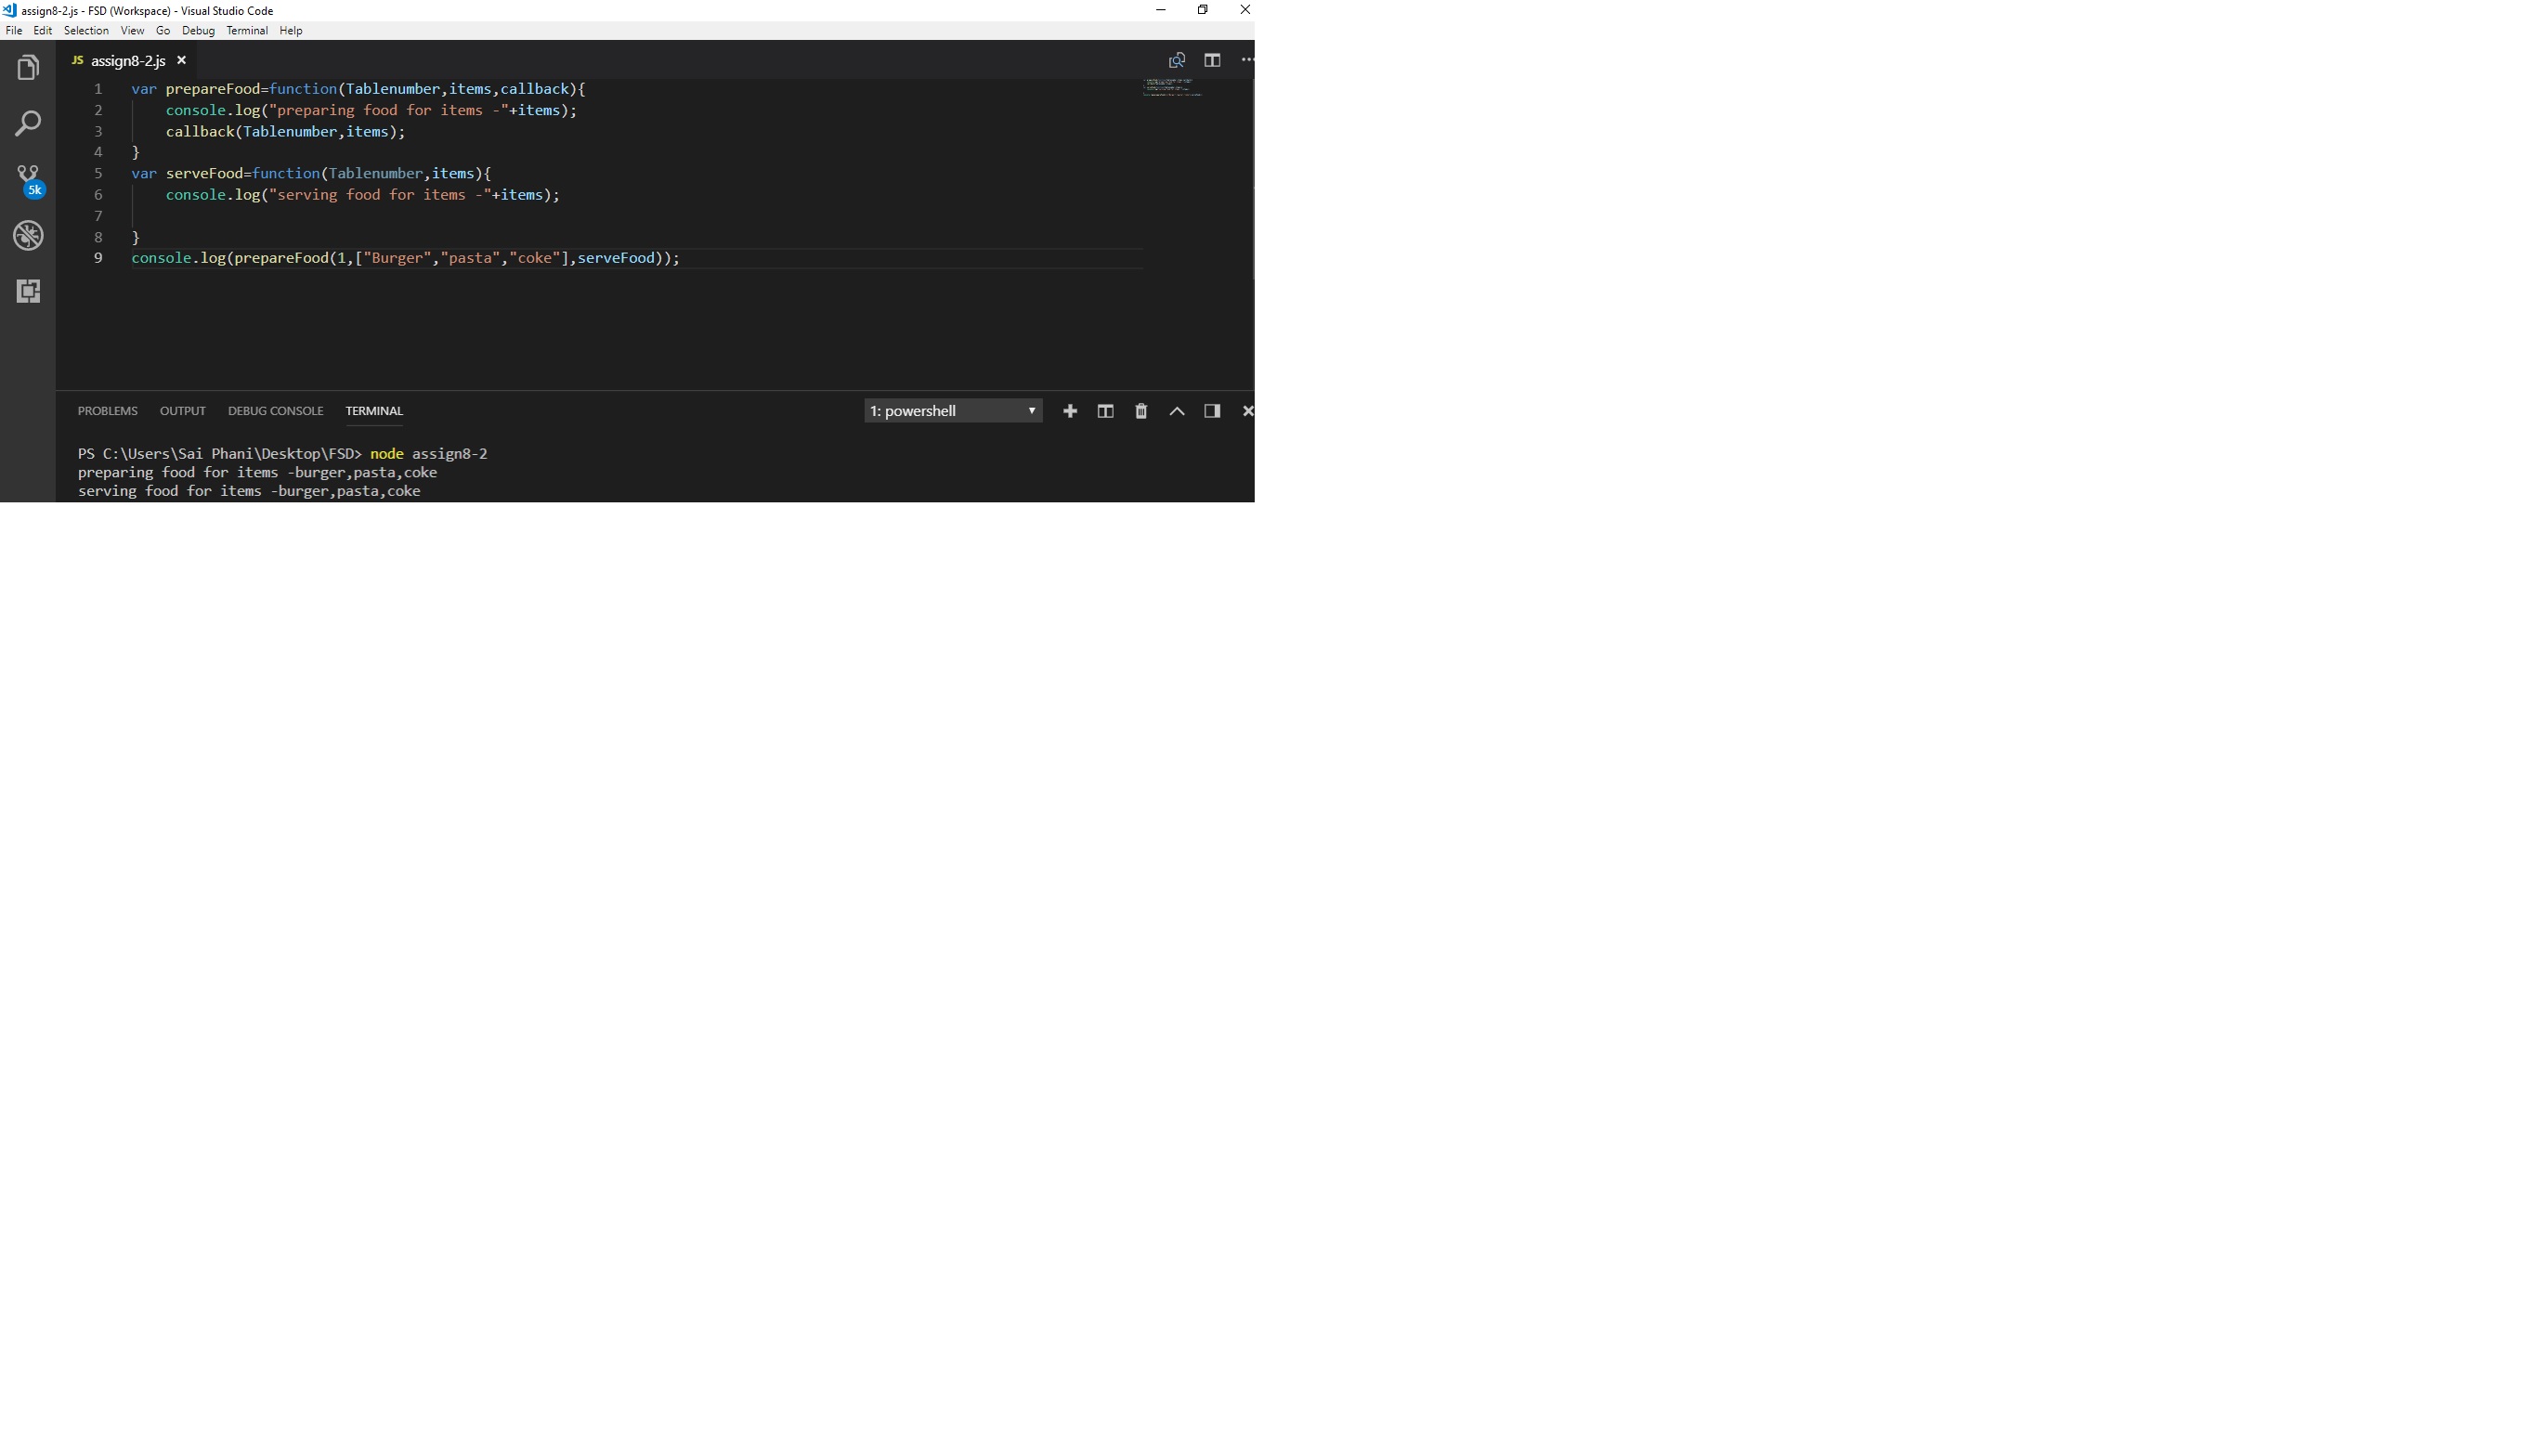 assign8-2.js - FSD (Workspace) - Visual Studio Code
File Edit Selection View Go Debug Terminal Help
JS assign8-2.js
1 var prepareFood=function(Tablenumber,items,callback){
2 console.log("preparing food for items -"+items);
3 callback(Tablenumber,items);
4 }
5 var serveFood=function(Tablenumber,items){
6 console.log("serving food for items -"+items);
7
8 }
9 console.log(prepareFood(1,["Burger","pasta","coke"],serveFood));
5k
PROBLEMS OUTPUT DEBUG CONSOLE TERMINAL 1: powershell
PS C:\Users\Sai Phani\Desktop\FSD> node assign8-2
preparing food for items -burger,pasta,coke
serving food for items -burger,pasta,coke